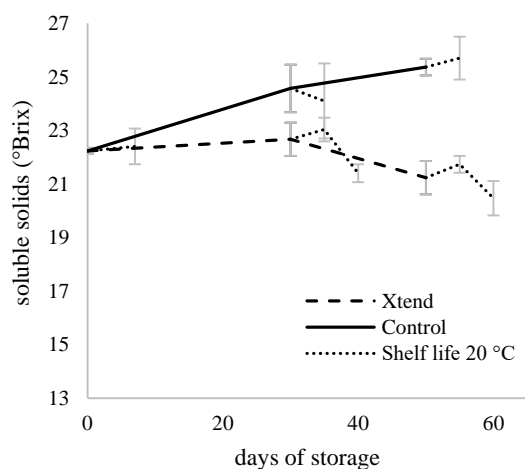 27
25
23
21
19
17
15
13
soluble solids (°Brix)
Xtend
Control
Shelf life 20 °C
0
20
40
60
days of storage